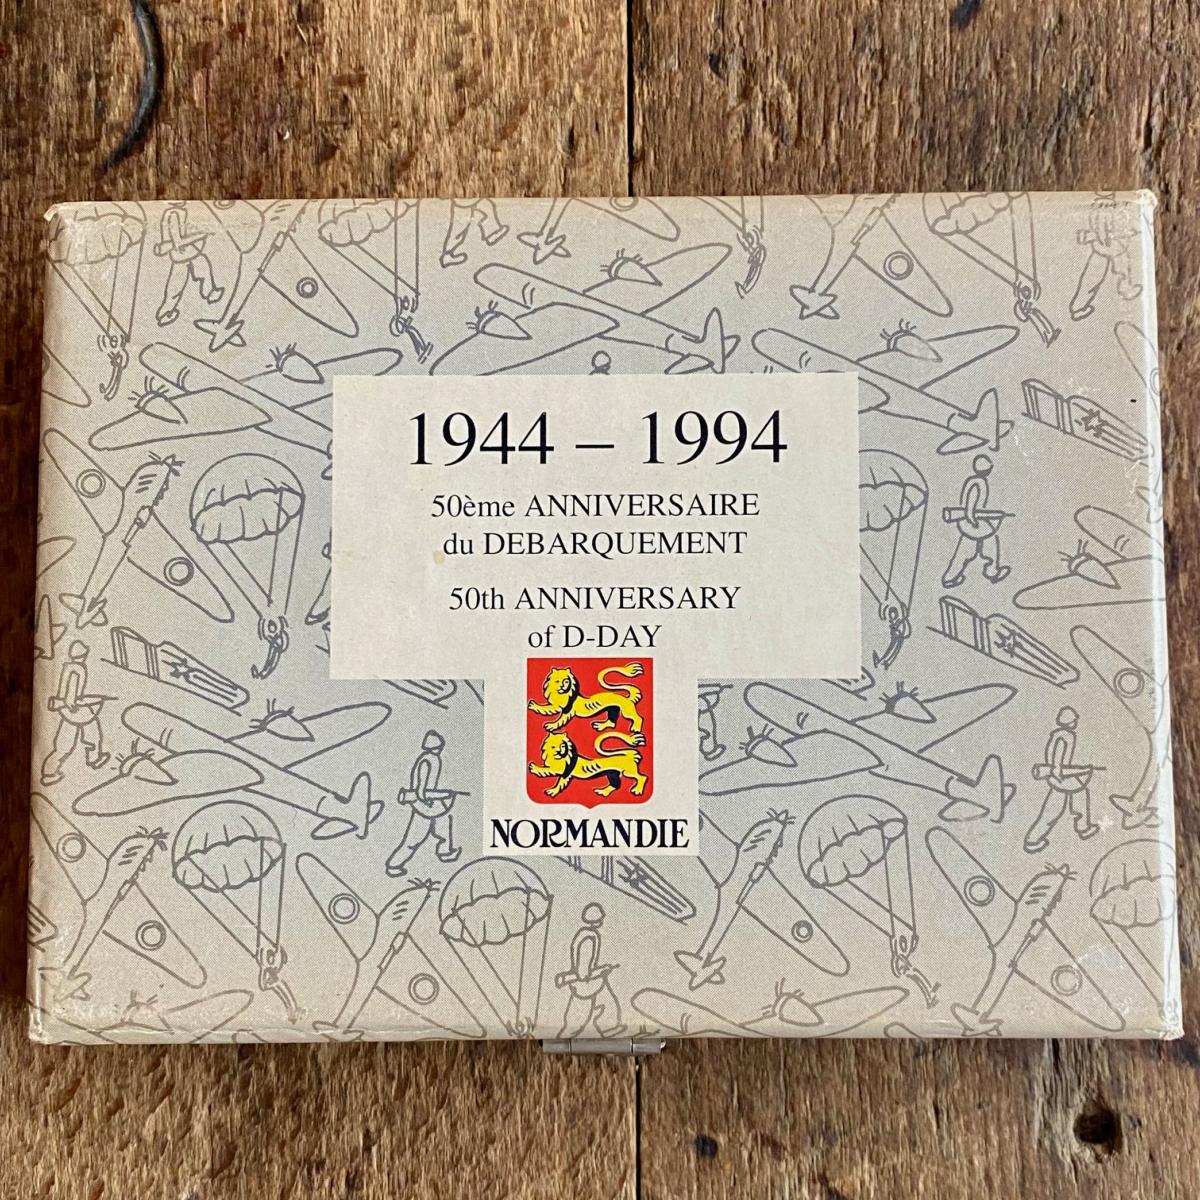 1944 – 1994
50ème ANNIVERSAIRE
du DEBARQUEMENT
50th ANNIVERSARY
of D-DAY
NORMANDIE